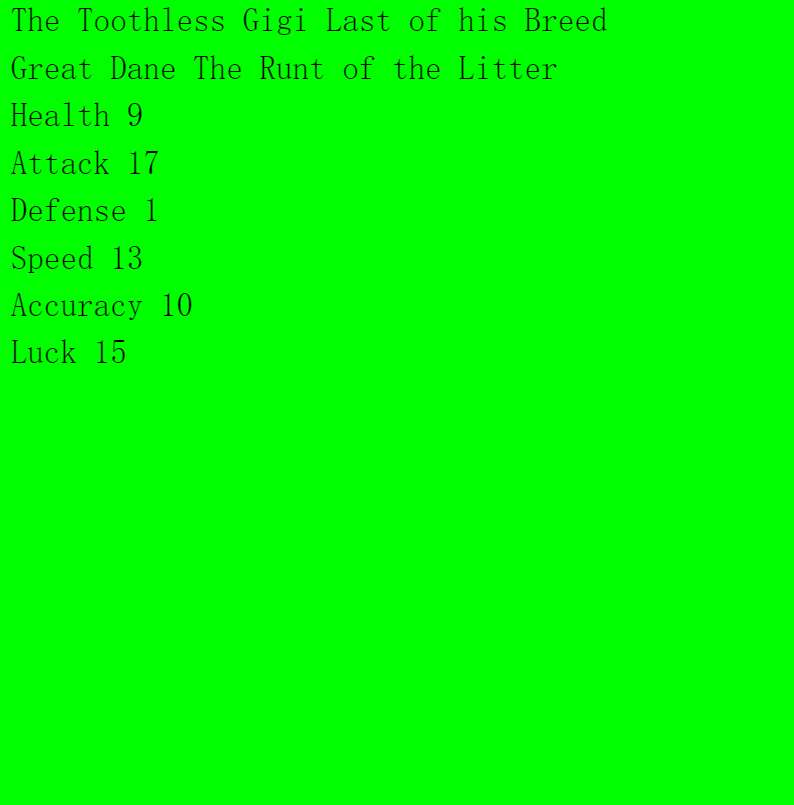 The Toothless Gigi Last of his Breed
Great Dane The Runt of the Litter
Health 9
Attack 17
Defense 1
Speed 13
Accuracy 10
Luck 15